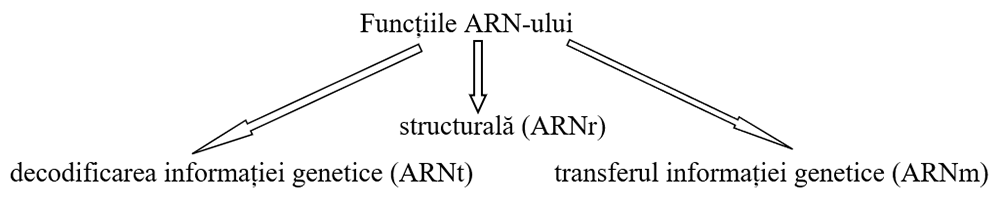 Funcțiile ARN-ului
structurală (ARNr)
decodificarea informației genetice (ARNt)
transferul informației genetice (ARNm)